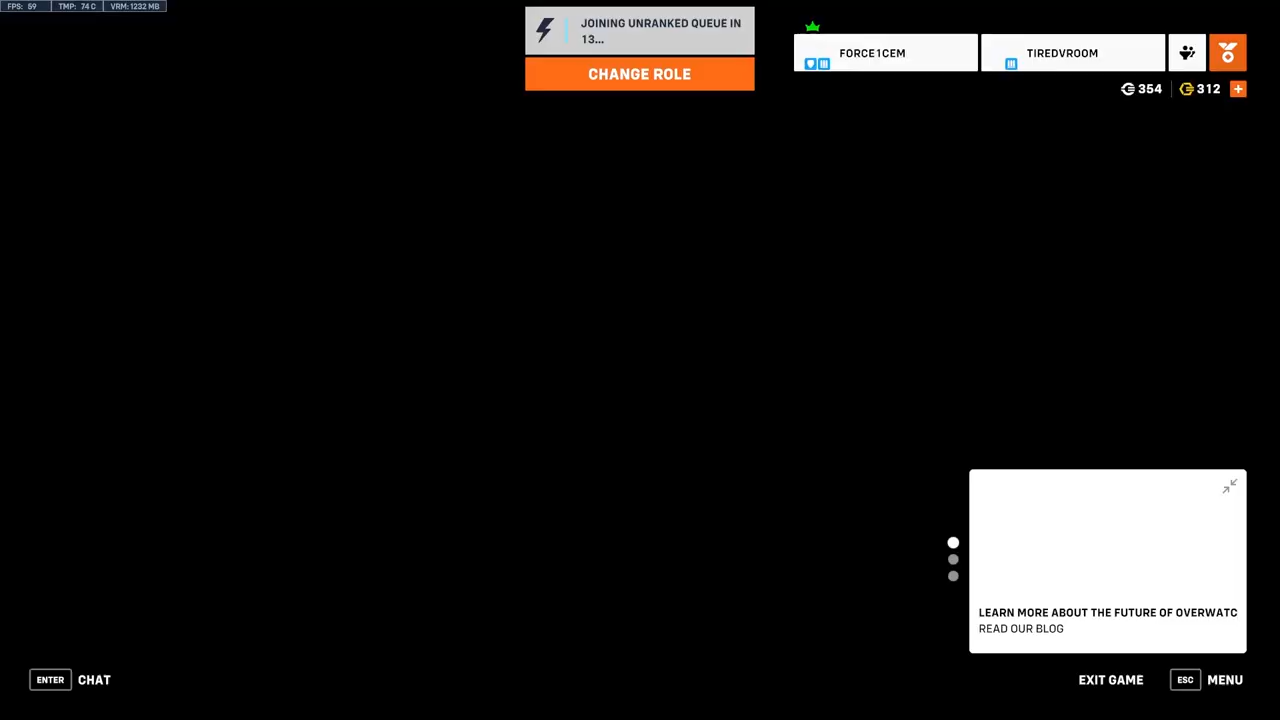 FPS: 59 TMP: 74 C VRM: 1232 MB
JOINING UNRANKED QUEUE IN
13...
CHANGE ROLE
FORCE1CEM
TIREDVROOM
354
312
LEARN MORE ABOUT THE FUTURE OF OVERWATC
READ OUR BLOG
ENTER CHAT
EXIT GAME
ESC MENU